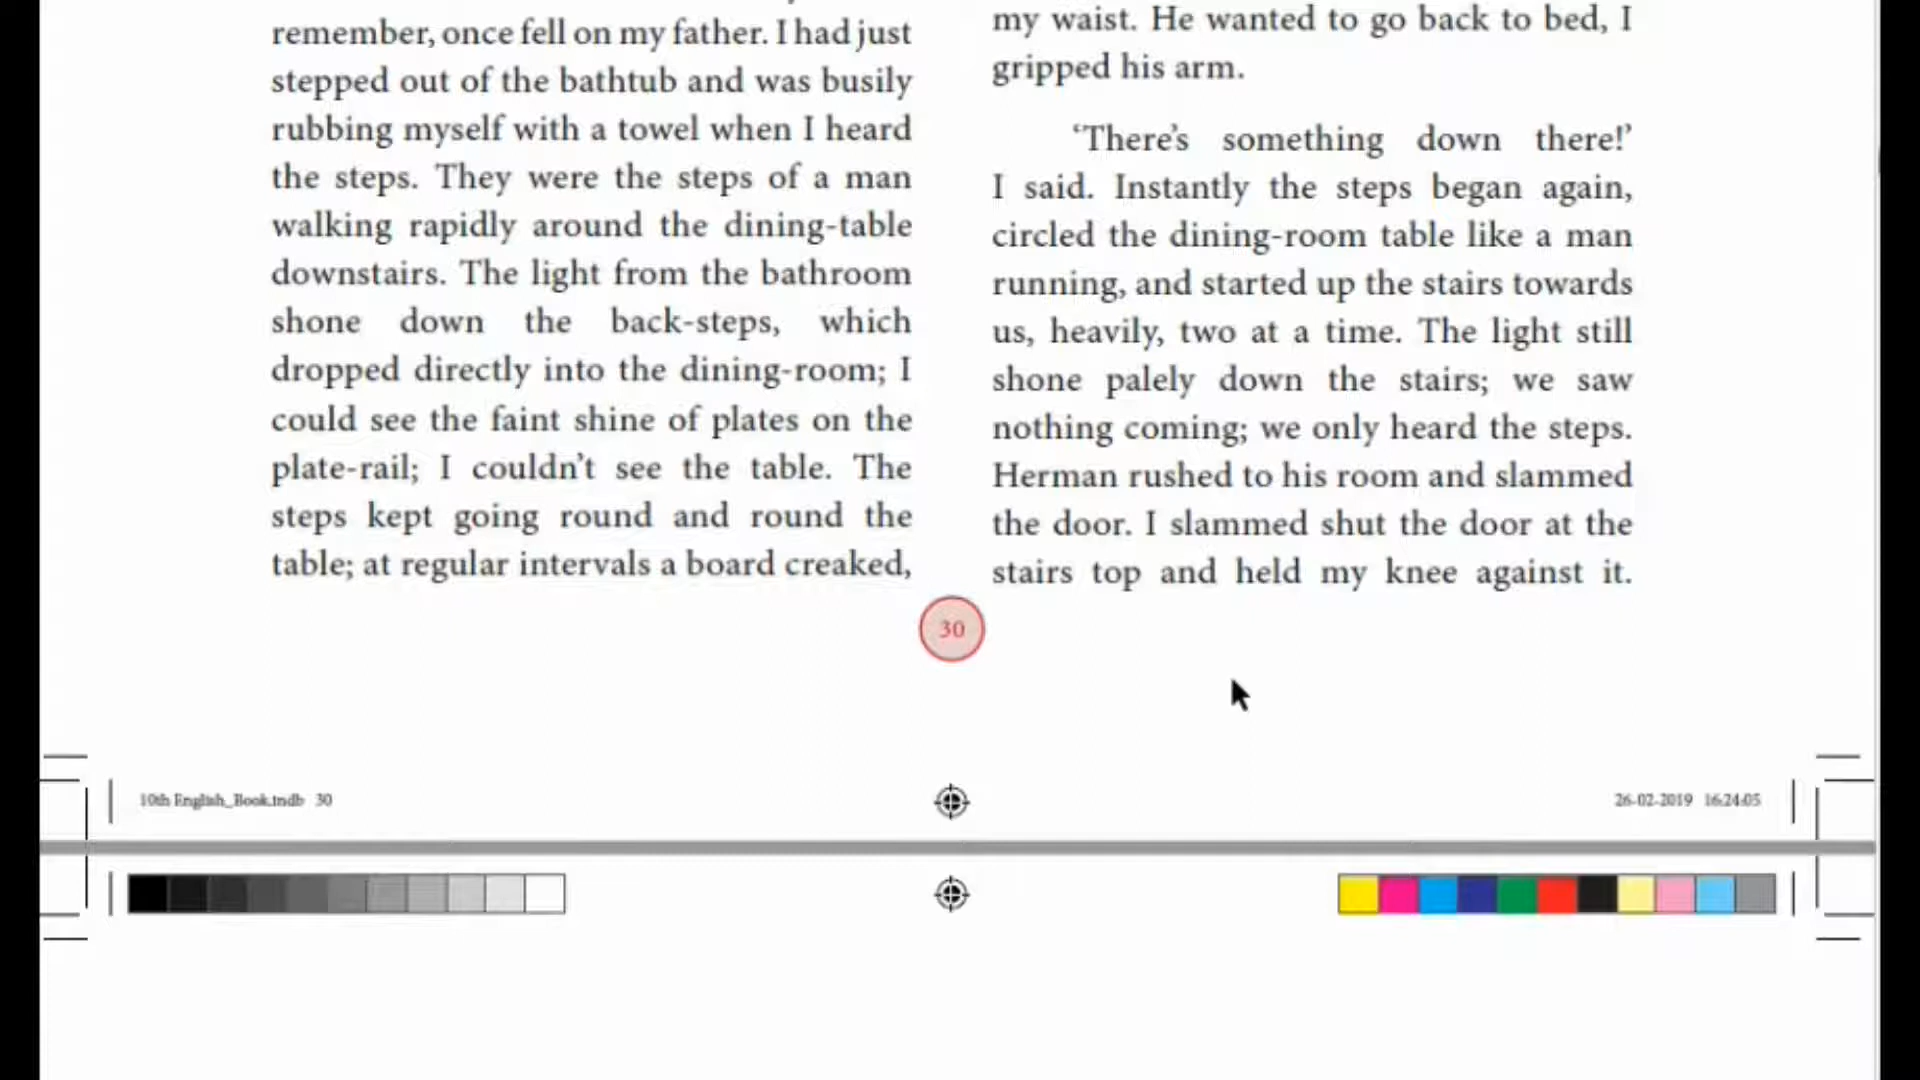 remember, once fell on my father. I had just
stepped out of the bathtub and was busily
rubbing myself with a towel when I heard
the steps. They were the steps of a man
walking rapidly around the dining-table
downstairs. The light from the bathroom
shone down the back-steps, which
dropped directly into the dining-room; I
could see the faint shine of plates on the
plate-rail; I couldn’t see the table. The
steps kept going round and round the
table; at regular intervals a board creaked,
my waist. He wanted to go back to bed, I
gripped his arm.
‘There’s something down there!’
I said. Instantly the steps began again,
circled the dining-room table like a man
running, and started up the stairs towards
us, heavily, two at a time. The light still
shone palely down the stairs; we saw
nothing coming; we only heard the steps.
Herman rushed to his room and slammed
the door. I slammed shut the door at the
stairs top and held my knee against it.
30
10th English_Book.indb 30
26-02-2019 16:24:05